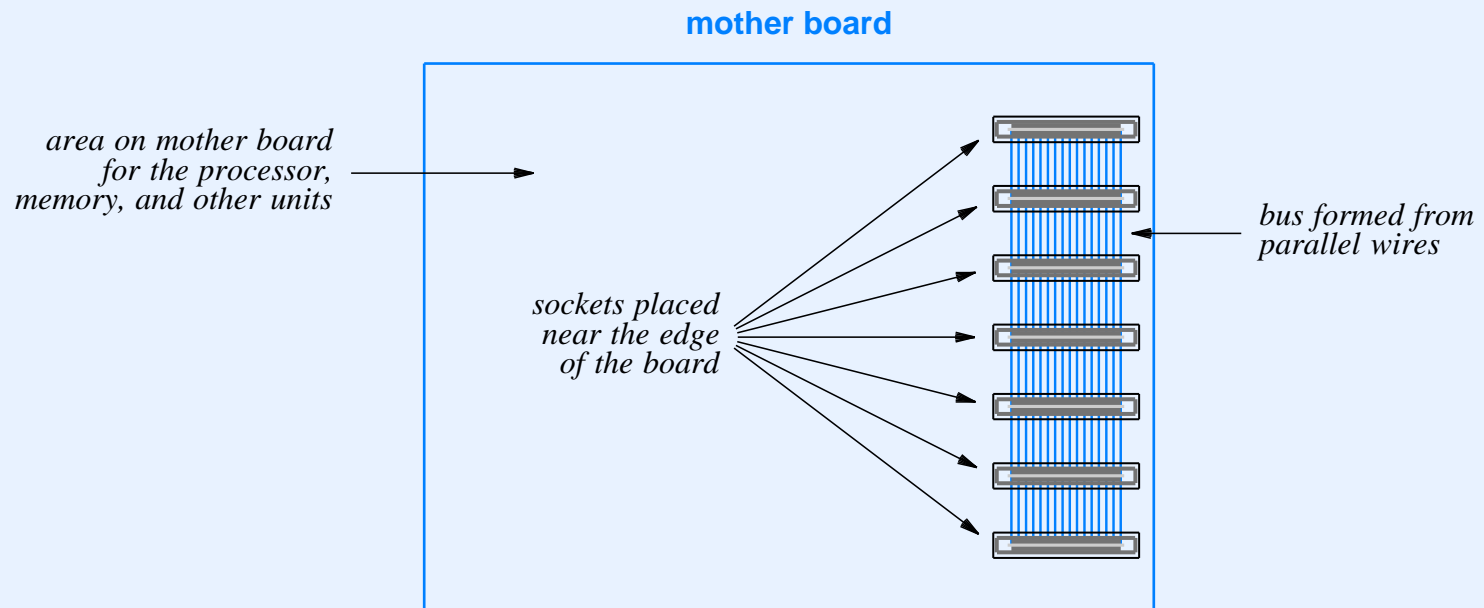 mother board
area on mother board
for the processor,
memory, and other units
bus formed from
parallel wires
sockets placed
near the edge
of the board